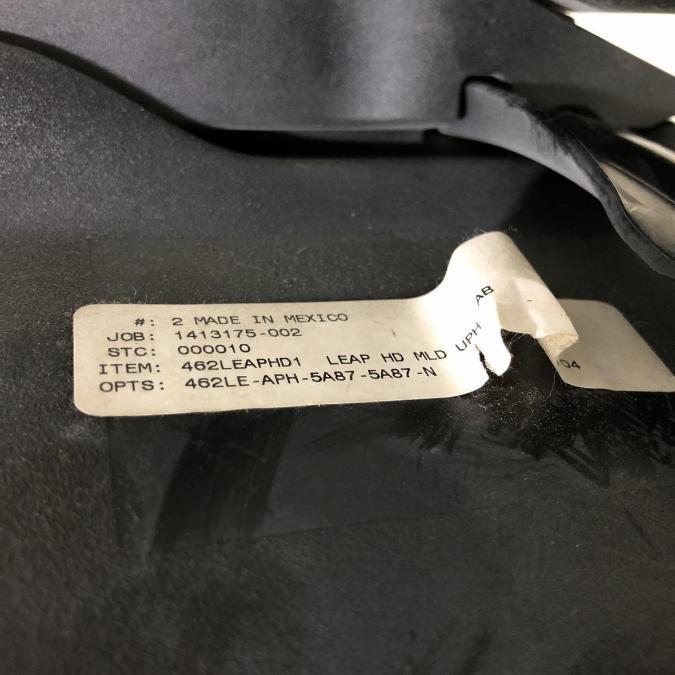 #: 2 MADE IN MEXICO
JOB: 1413175-002
STC: 000010
ITEM: 462LEAPHD1 LEAP HD MLD UPH AB
OPTS: 462LE-APH-5A87-5A87-N
04